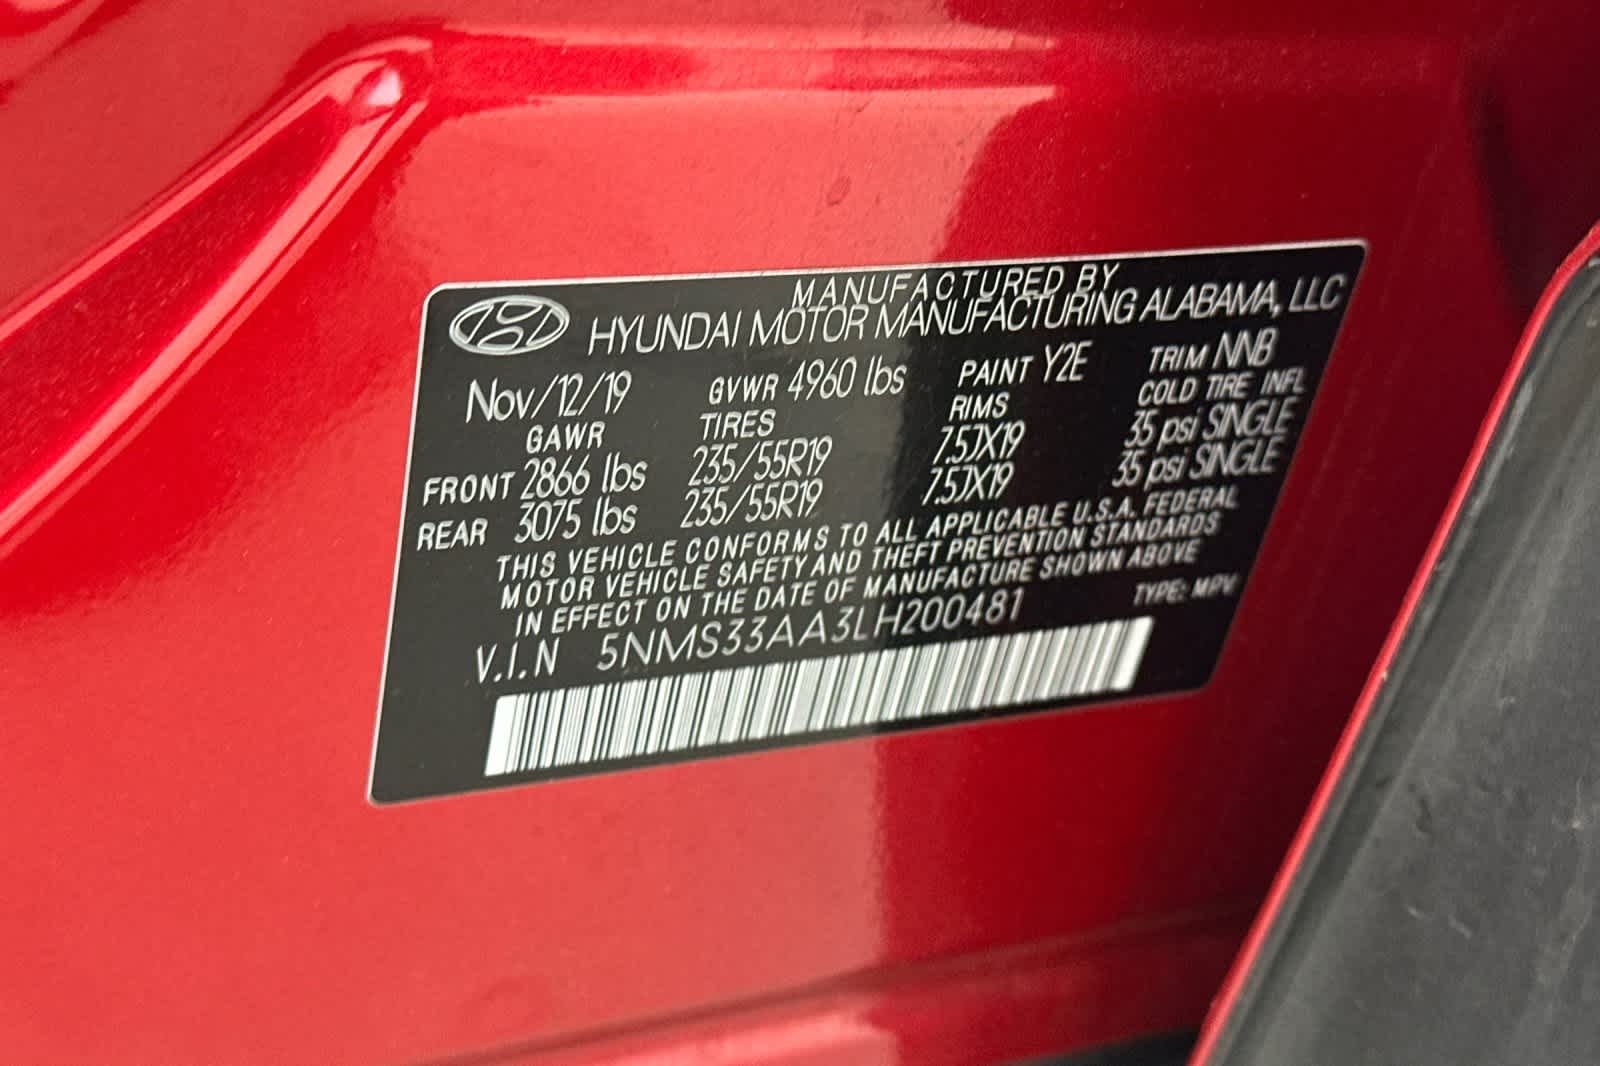 MANUFACTURED BY
HYUNDAI MOTOR MANUFACTURING ALABAMA, LLC
Nov/12/19 GVWR 4960 lbs PAINT Y2E TRIM NNB
GAWR TIRES RIMS COLD TIRE INFL
FRONT 2866 lbs 235/55R19 7.5JX19 35 psi SINGLE
REAR 3075 lbs 235/55R19 7.5JX19 35 psi SINGLE
THIS VEHICLE CONFORMS TO ALL APPLICABLE U.S.A. FEDERAL
MOTOR VEHICLE SAFETY AND THEFT PREVENTION STANDARDS
IN EFFECT ON THE DATE OF MANUFACTURE SHOWN ABOVE
V.I.N 5NMS33AA3LH200481 TYPE: MPV